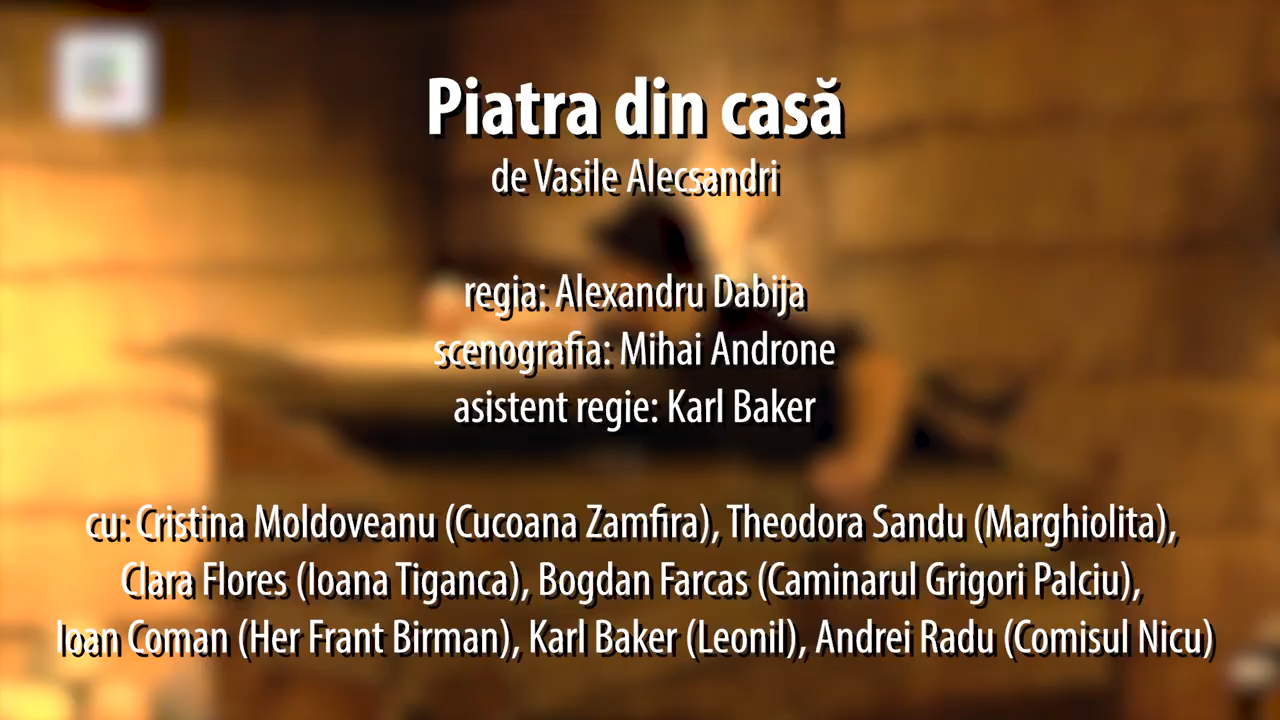 Piatra din casă
de Vasile Alecsandri
regia: Alexandru Dabija
scenografia: Mihai Androne
asistent regie: Karl Baker
cu: Cristina Moldoveanu (Cucoana Zamfira), Theodora Sandu (Marghiolita),
Clara Flores (Ioana Tiganca), Bogdan Farcas (Caminarul Grigori Palciu),
Ioan Coman (Her Frant Birman), Karl Baker (Leonil), Andrei Radu (Comisul Nicu)